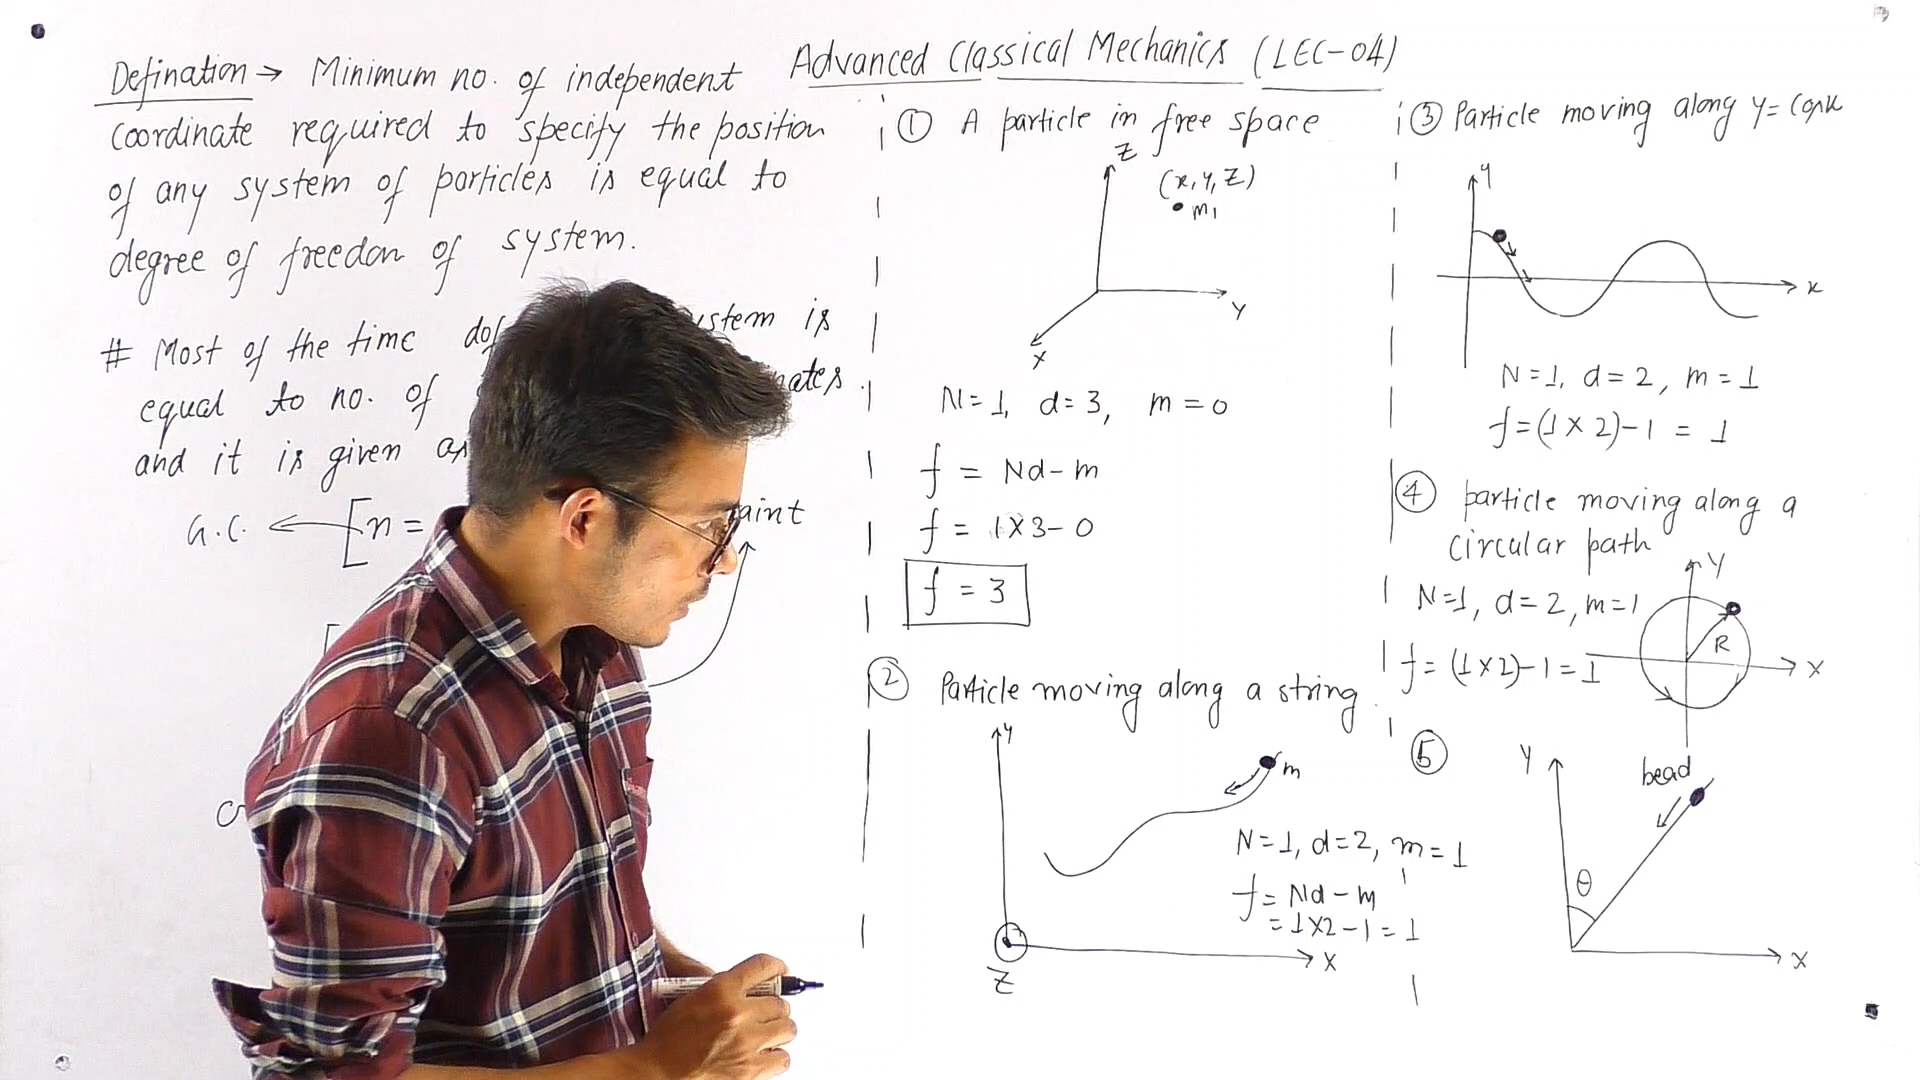 Advanced Classical Mechanics (LEC-04)
Defination → Minimum no. of independent
coordinate required to specify the position
of any system of particles is equal to
degree of freedom of system.
# Most of the time dof system is
equal to no. of
and it is given as
G.C. ← [n =
① A particle in free space
Z
(x, y, z)
m₁
Y
X
N=1, d=3, m=0
f = Nd-m
f = 1×3-0
f = 3
② Particle moving along a string
y
m
N=1, d=2, m=1
f = Nd-m
= 1×2-1 = 1
X
Z
③ Particle moving along y = Cosx
y
x
N=1, d=2, m=1
f=(1×2)-1 = 1
④ particle moving along a
circular path
Y
N=1, d=2, m=1
R
f=(1×2)-1=1
X
⑤
Y
bead
θ
X